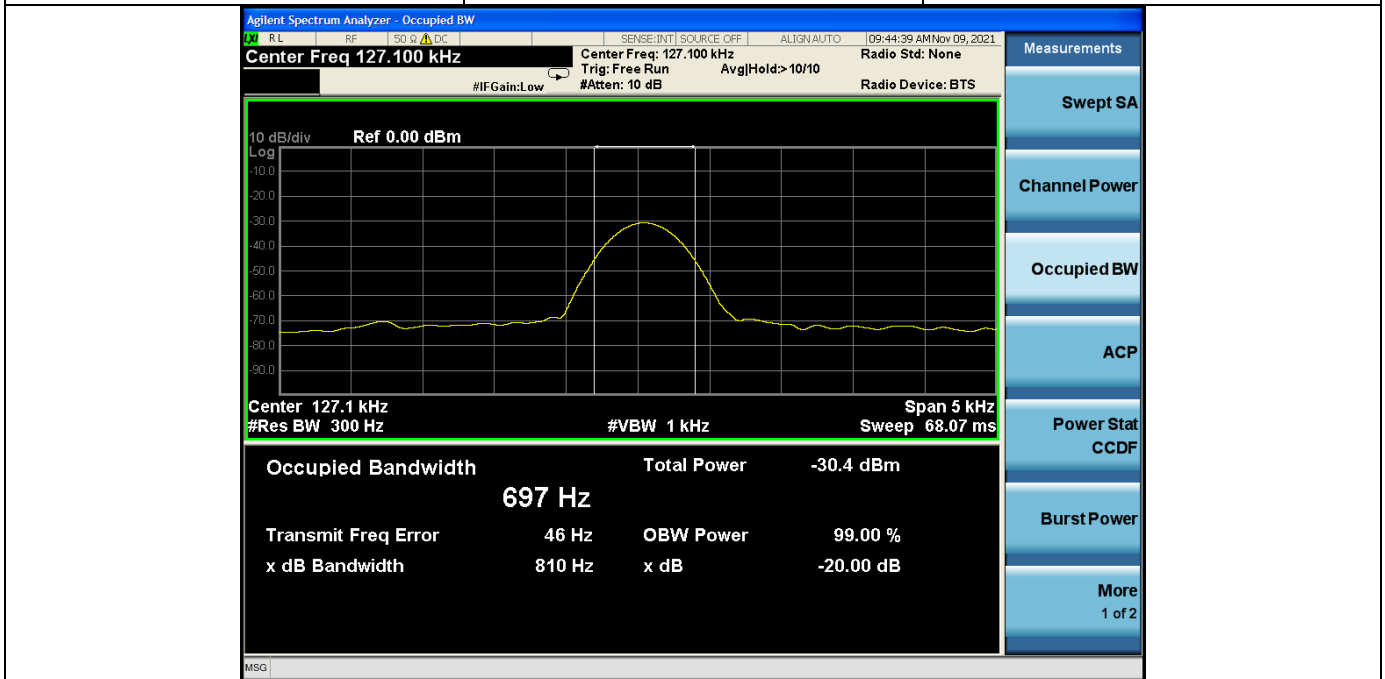 Agilent Spectrum Analyzer - Occupied BW
LXI RL RF 50 Ω DC SENSE:INT SOURCE OFF ALIGN AUTO 09:44:39 AM Nov 09, 2021
Center Freq 127.100 kHz
Center Freq: 127.100 kHz
Radio Std: None
Trig: Free Run Avg|Hold:>10/10
#IFGain:Low #Atten: 10 dB Radio Device: BTS
10 dB/div Ref 0.00 dBm
Log
-10.0
-20.0
-30.0
-40.0
-50.0
-60.0
-70.0
-80.0
-90.0
Center 127.1 kHz Span 5 kHz
#Res BW 300 Hz #VBW 1 kHz Sweep 68.07 ms
Occupied Bandwidth Total Power -30.4 dBm
697 Hz
Transmit Freq Error 46 Hz OBW Power 99.00 %
x dB Bandwidth 810 Hz x dB -20.00 dB
MSG
Measurements
Swept SA
Channel Power
Occupied BW
ACP
Power Stat
CCDF
Burst Power
More
1 of 2